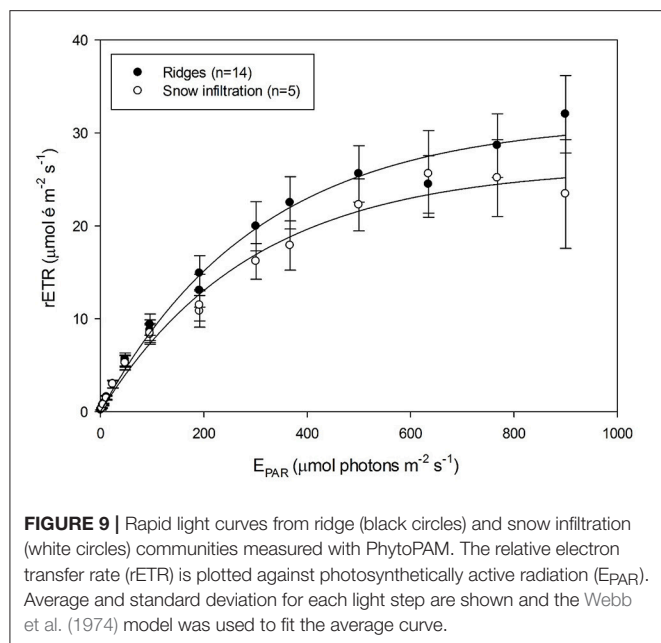 40
30
20
10
0
rETR (μmol é m⁻² s⁻¹)
Ridges (n=14)
Snow infiltration (n=5)
0 200 400 600 800 1000
E_PAR (μmol photons m⁻² s⁻¹)
FIGURE 9 | Rapid light curves from ridge (black circles) and snow infiltration
(white circles) communities measured with PhytoPAM. The relative electron
transfer rate (rETR) is plotted against photosynthetically active radiation (E_PAR).
Average and standard deviation for each light step are shown and the Webb
et al. (1974) model was used to fit the average curve.